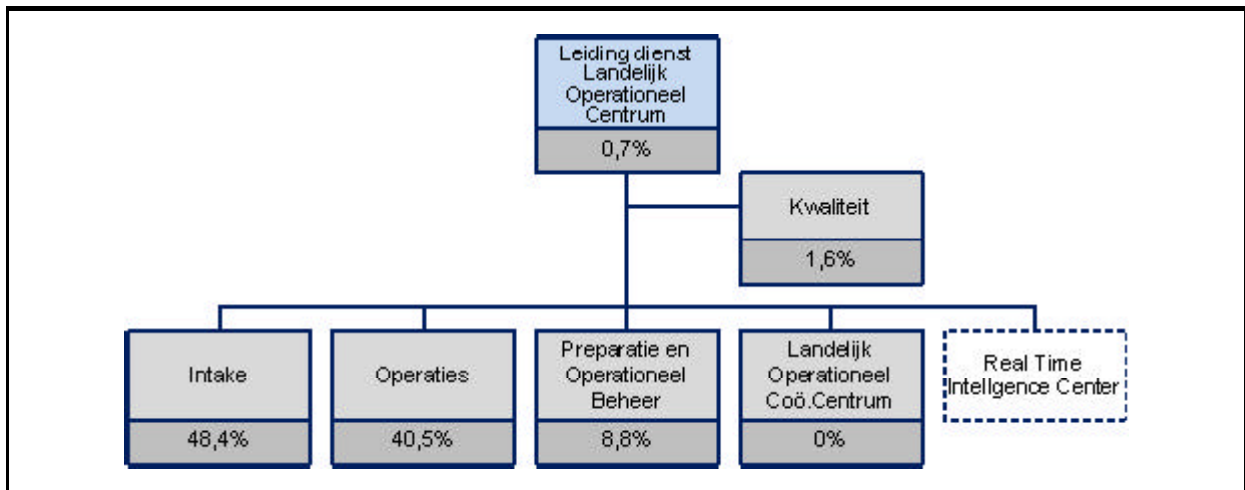 Leiding dienst
Landelijk
Operationeel
Centrum
0,7%
Kwaliteit
1,6%
Intake
48,4%
Operaties
40,5%
Preparatie en
Operationeel
Beheer
8,8%
Landelijk
Operationeel
Coö.Centrum
0%
Real Time
Intellgence Center